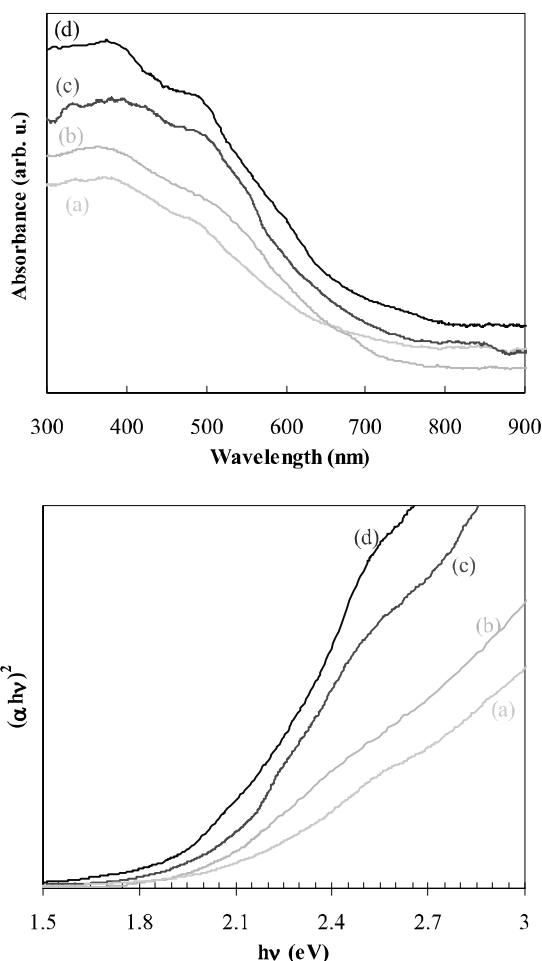 (d)
(c)
(b)
(a)
Absorbance (arb. u.)
300 400 500 600 700 800 900
Wavelength (nm)
(d)
(c)
(b)
(a)
(α hν)²
1.5 1.8 2.1 2.4 2.7 3
hν (eV)